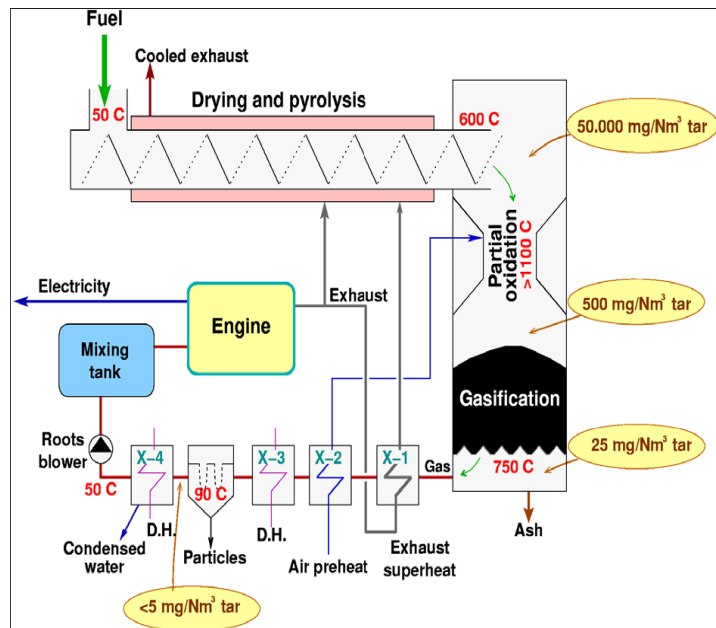 Fuel
Cooled exhaust
50 C
Drying and pyrolysis
600 C
50.000 mg/Nm³ tar
Partial
oxidation
>1100 C
Electricity
Exhaust
Engine
500 mg/Nm³ tar
Mixing
tank
Gasification
Roots
blower
X-4
X-3
X-2
X-1
Gas
750 C
25 mg/Nm³ tar
50 C
90 C
D.H.
D.H.
Condensed
water
Particles
Air preheat
Exhaust
superheat
Ash
<5 mg/Nm³ tar